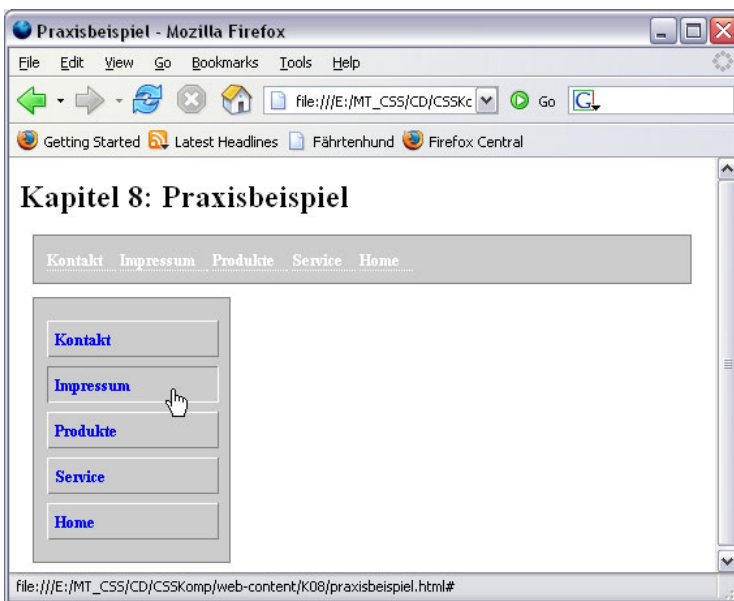 Praxisbeispiel - Mozilla Firefox
File Edit View Go Bookmarks Tools Help
file:///E:/MT_CSS/CD/CSSKc Go G
Getting Started Latest Headlines Fährtenhund Firefox Central
Kapitel 8: Praxisbeispiel
Kontakt Impressum Produkte Service Home
Kontakt
Impressum
Produkte
Service
Home
file:///E:/MT_CSS/CD/CSSKomp/web-content/K08/praxisbeispiel.html#